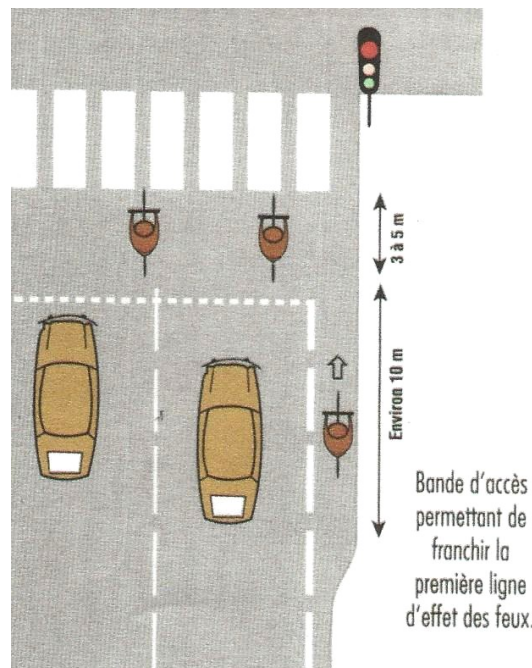 3 à 5 m
Environ 10 m
Bande d'accès
permettant de
franchir la
première ligne
d'effet des feux.